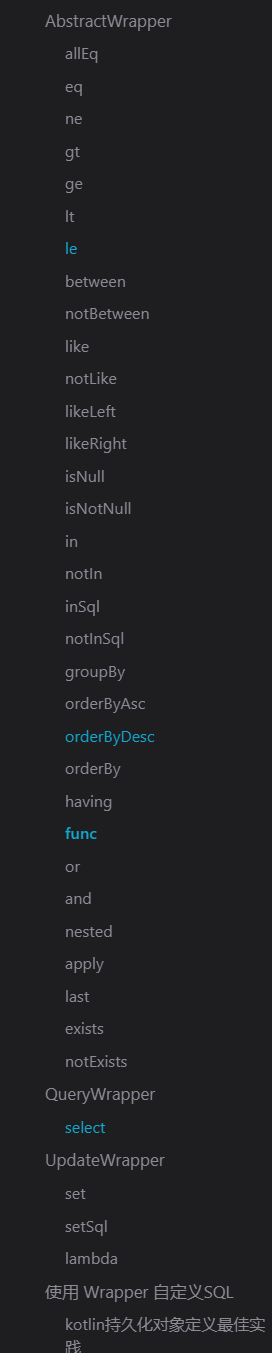 AbstractWrapper
allEq
eq
ne
gt
ge
lt
le
between
notBetween
like
notLike
likeLeft
likeRight
isNull
isNotNull
in
notIn
inSql
notInSql
groupBy
orderByAsc
orderByDesc
orderBy
having
func
or
and
nested
apply
last
exists
notExists
QueryWrapper
select
UpdateWrapper
set
setSql
lambda
使用 Wrapper 自定义SQL
kotlin持久化对象定义最佳实
践